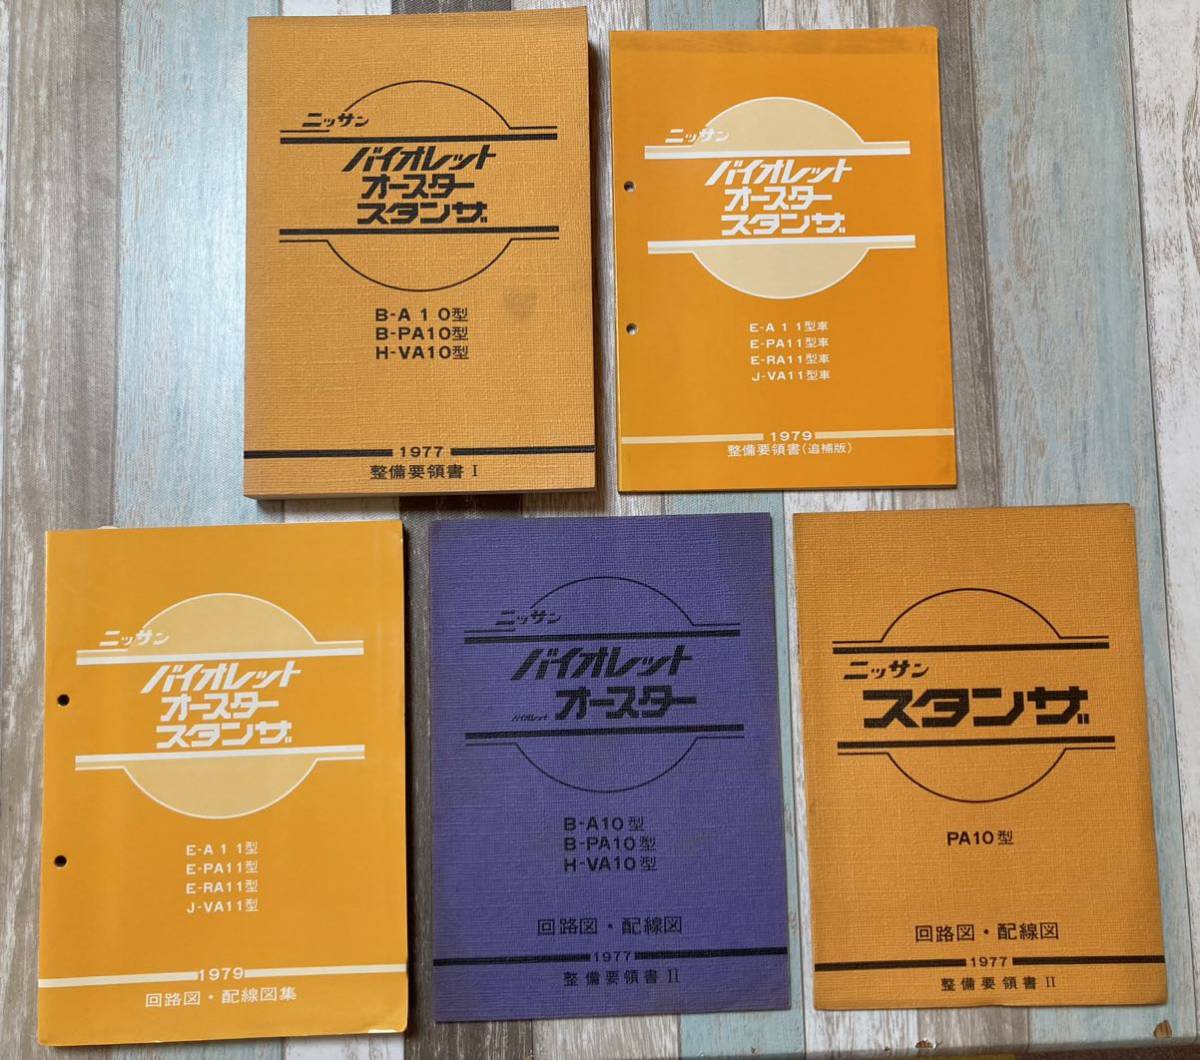 ニッサン
バイオレット
オースター
スタンザ
B-A10型
B-PA10型
H-VA10型
1977
整備要領書 I
ニッサン
バイオレット
オースター
スタンザ
E-A11型車
E-PA11型車
E-RA11型車
J-VA11型車
1979
整備要領書(追補版)
ニッサン
バイオレット
オースター
スタンザ
E-A11型
E-PA11型
E-RA11型
J-VA11型
1979
回路図・配線図集
ニッサン
バイオレット
バイオレット オースター
B-A10型
B-PA10型
H-VA10型
回路図・配線図
1977
整備要領書 II
ニッサン
スタンザ
PA10型
回路図・配線図
1977
整備要領書 II